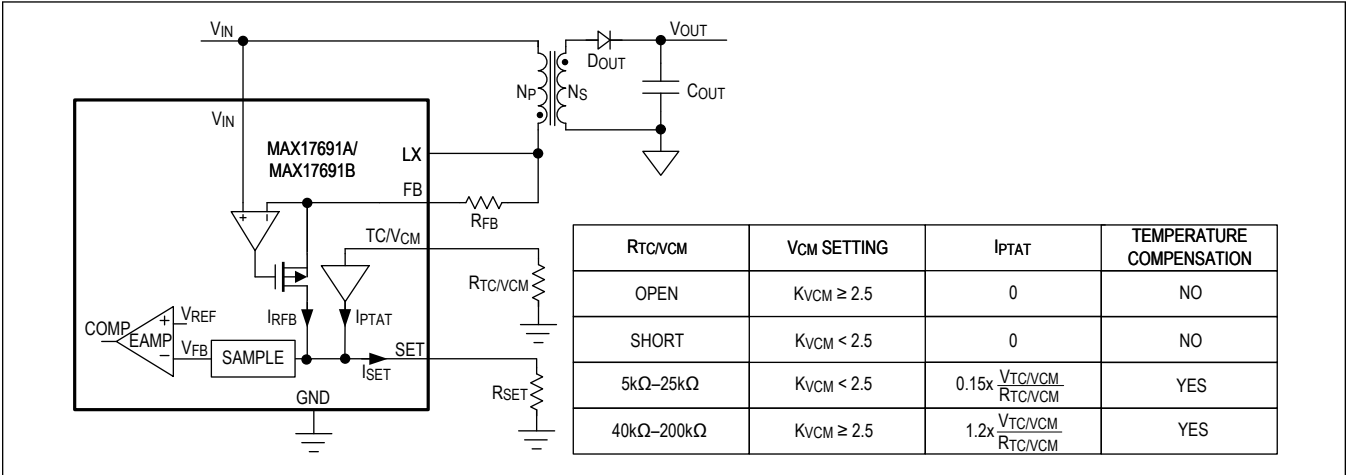 VIN
VOUT
DOUT
NP
NS
COUT
VIN
MAX17691A/
MAX17691B
LX
FB
RFB
TC/VCM
RTC/VCM
IRFB
IPTAT
COMP
EAMP
+
−
VREF
VFB
SAMPLE
SET
ISET
RSET
GND
+
−
RTC/VCM VCM SETTING IPTAT TEMPERATURE
COMPENSATION
OPEN KVCM ≥ 2.5 0 NO
SHORT KVCM < 2.5 0 NO
5kΩ–25kΩ KVCM < 2.5 0.15x VTC/VCM YES
RTC/VCM
40kΩ–200kΩ KVCM ≥ 2.5 1.2x VTC/VCM YES
RTC/VCM